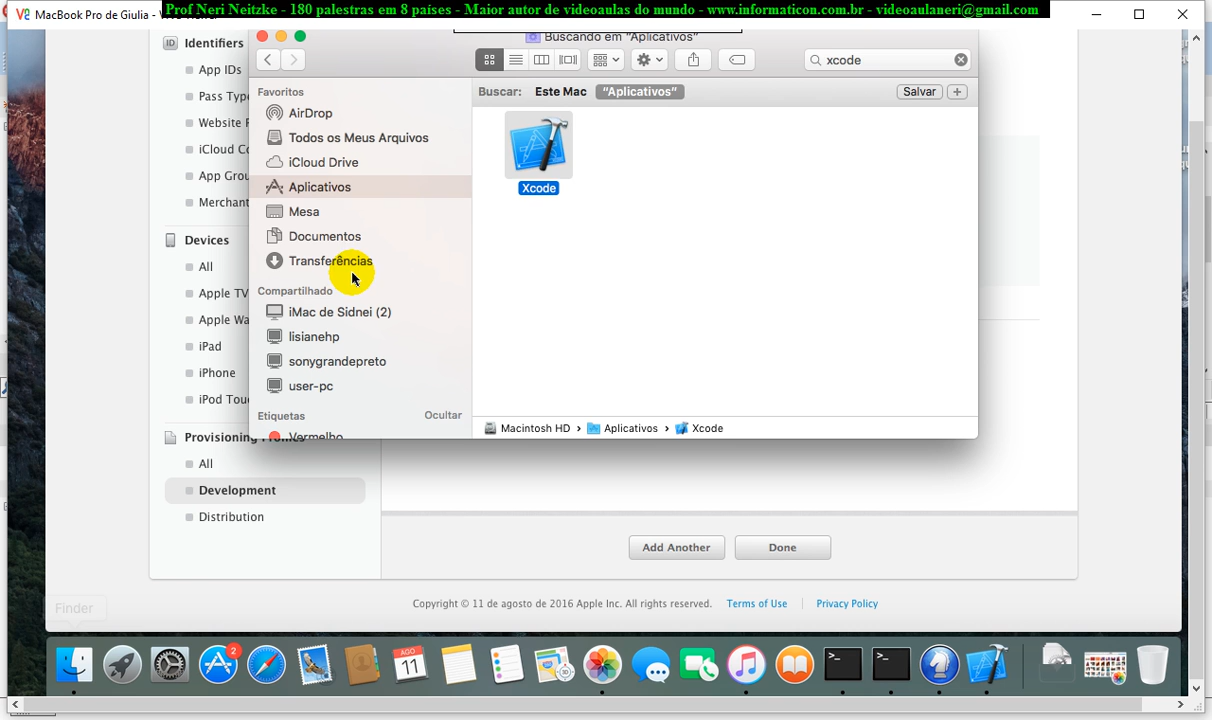 Prof Neri Neitzke - 180 palestras em 8 países - Maior autor de videoaulas do mundo - www.informaticon.com.br - videoaulaneri@gmail.com
MacBook Pro de Giulia -
Buscando em "Aplicativos"
xcode
Buscar: Este Mac "Aplicativos" Salvar +
Favoritos
AirDrop
Todos os Meus Arquivos
iCloud Drive
Aplicativos
Mesa
Documentos
Transferências
Compartilhado
iMac de Sidnei (2)
lisianehp
sonygrandepreto
user-pc
Etiquetas Ocultar
Vermelho
Xcode
Macintosh HD › Aplicativos › Xcode
ID Identifiers
App IDs
Pass Type
Website
iCloud Co
App Grou
Merchant
Devices
All
Apple TV
Apple Wa
iPad
iPhone
iPod Tou
Provisioning
All
Development
Distribution
Add Another
Done
Copyright © 11 de agosto de 2016 Apple Inc. All rights reserved. Terms of Use | Privacy Policy
Finder
2
AGO
11